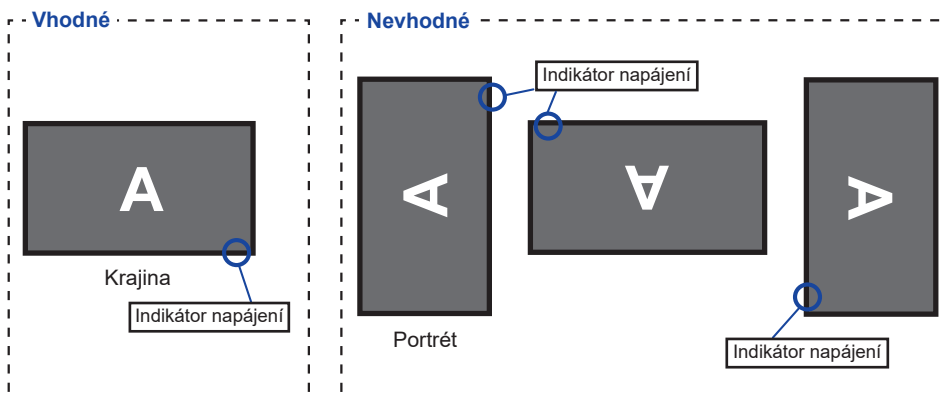 Vhodné
A
Krajina
Indikátor napájení
Nevhodné
Indikátor napájení
A
A
A
Portrét
Indikátor napájení